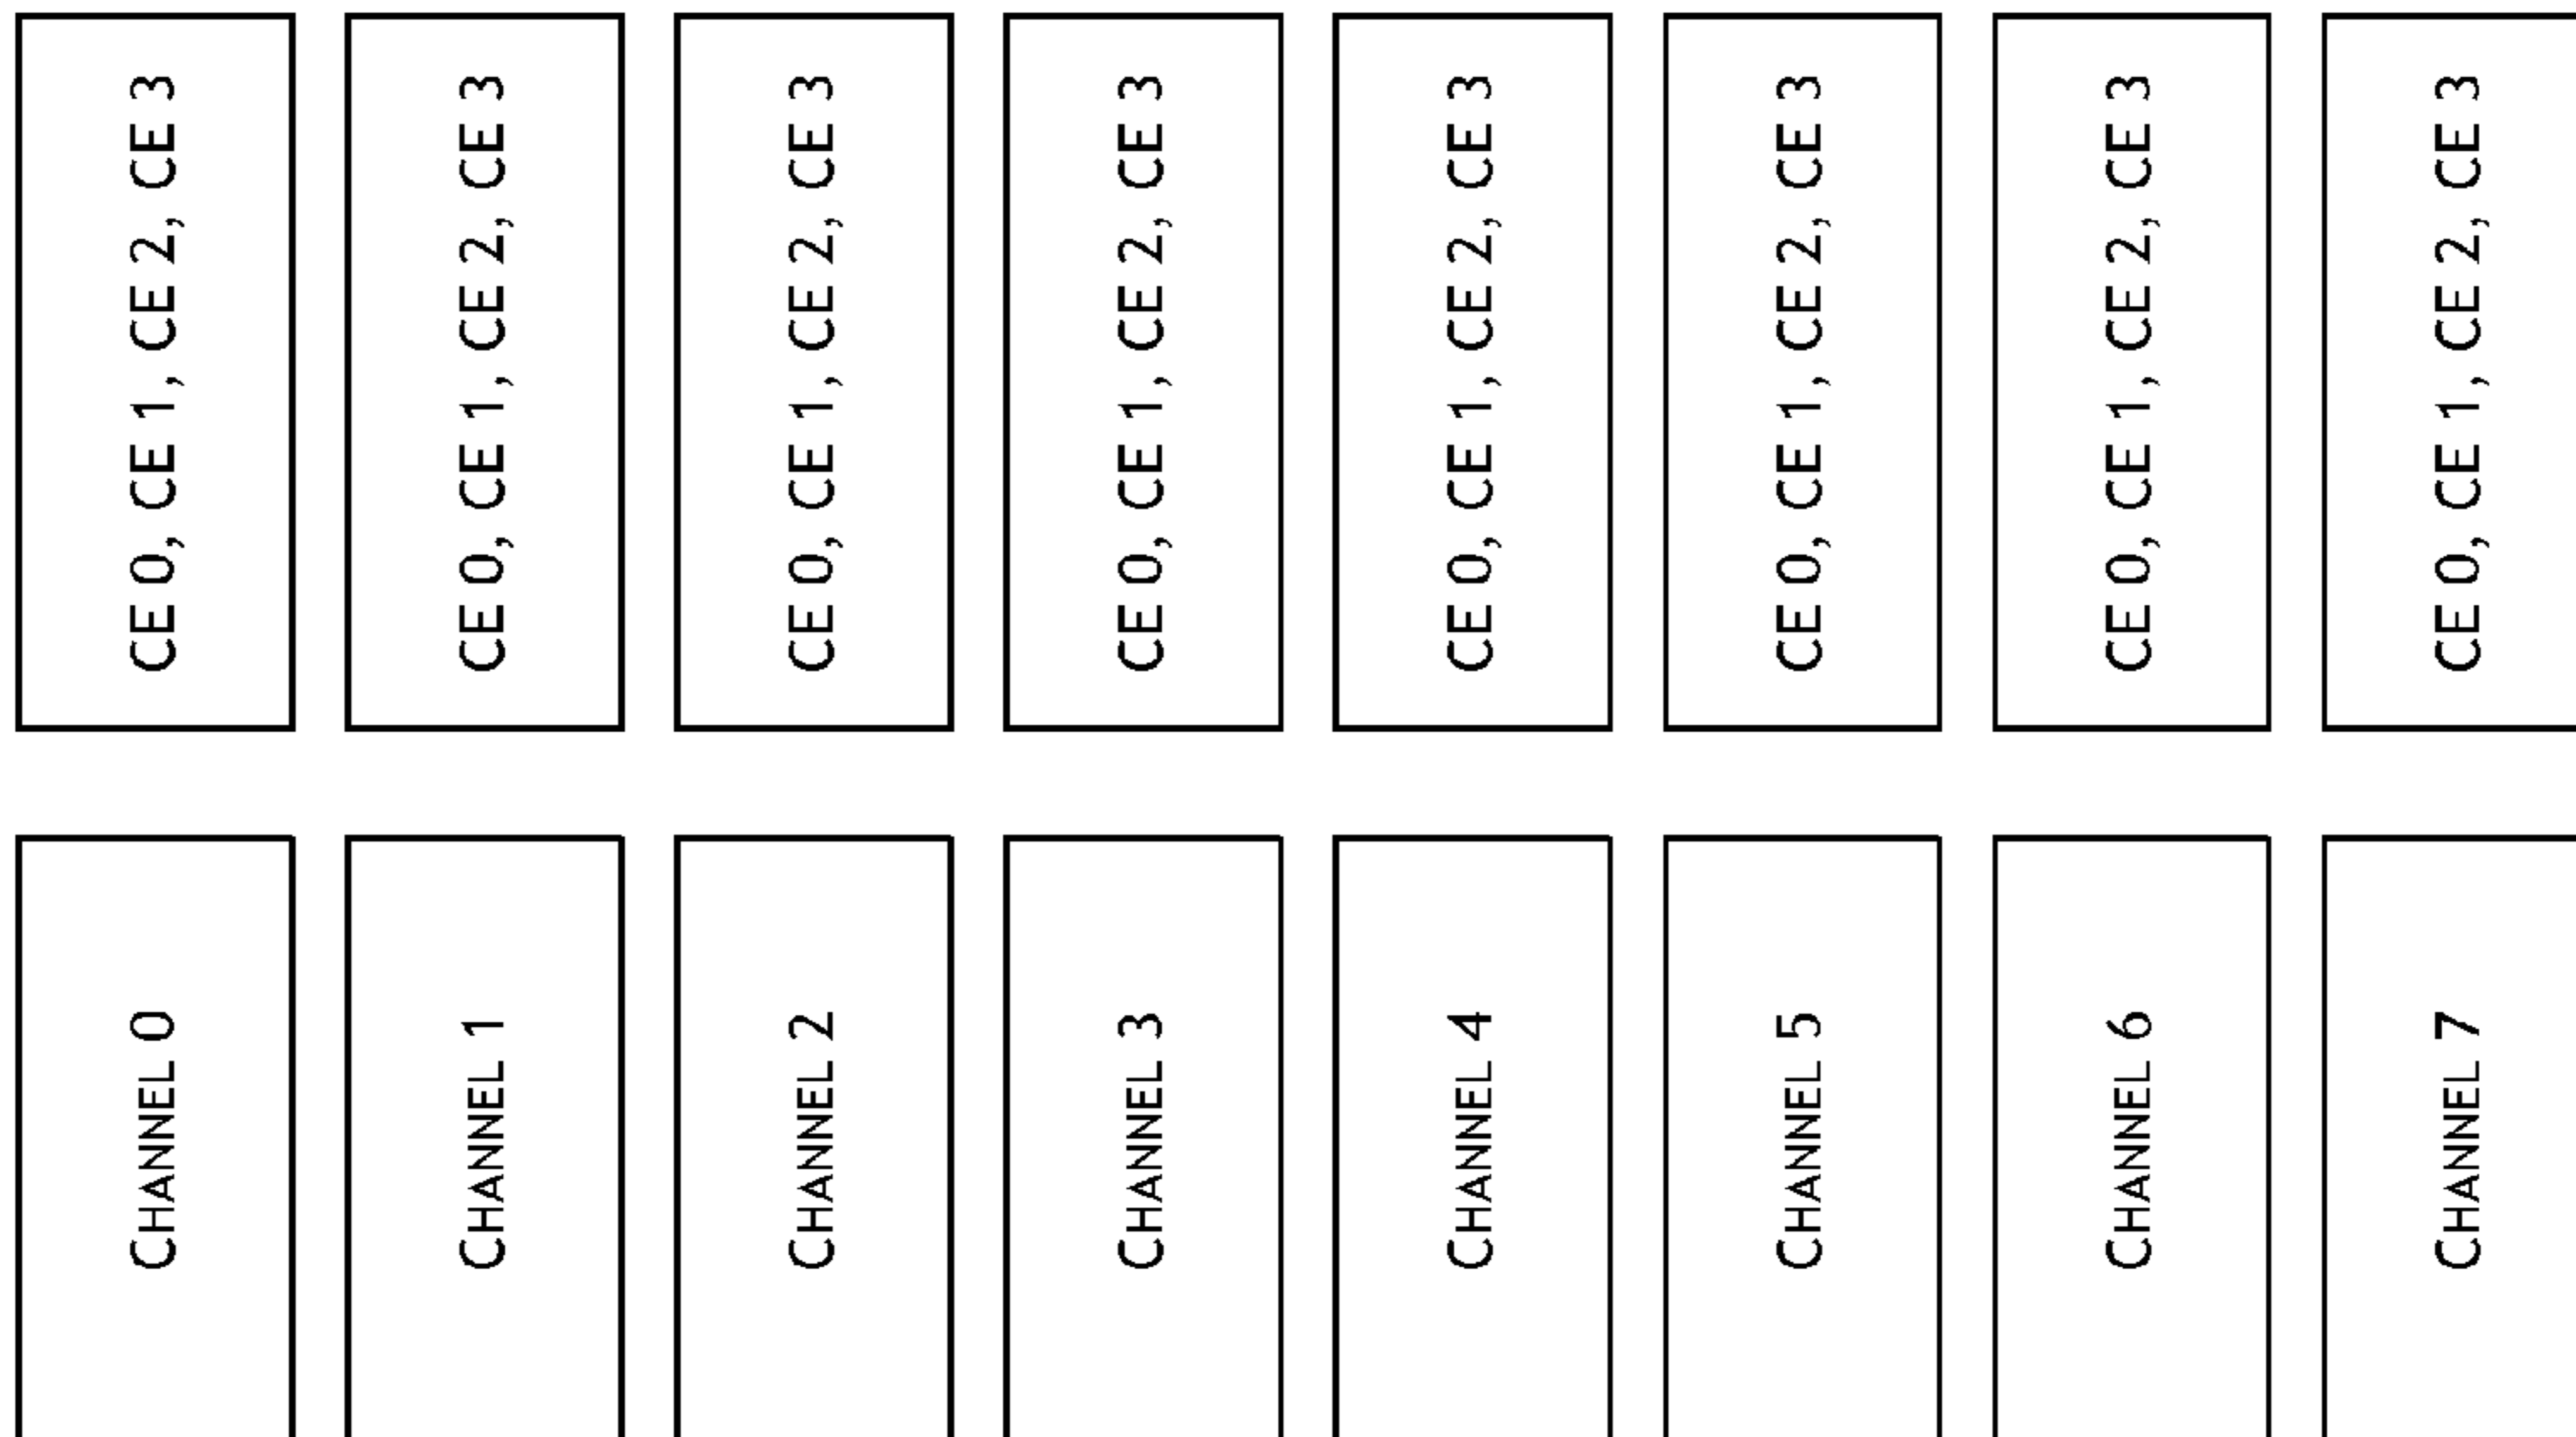 CE 0, CE 1, CE 2, CE 3
CE 0, CE 1, CE 2, CE 3
CE 0, CE 1, CE 2, CE 3
CE 0, CE 1, CE 2, CE 3
CE 0, CE 1, CE 2, CE 3
CE 0, CE 1, CE 2, CE 3
CE 0, CE 1, CE 2, CE 3
CE 0, CE 1, CE 2, CE 3
CHANNEL 0
CHANNEL 1
CHANNEL 2
CHANNEL 3
CHANNEL 4
CHANNEL 5
CHANNEL 6
CHANNEL 7